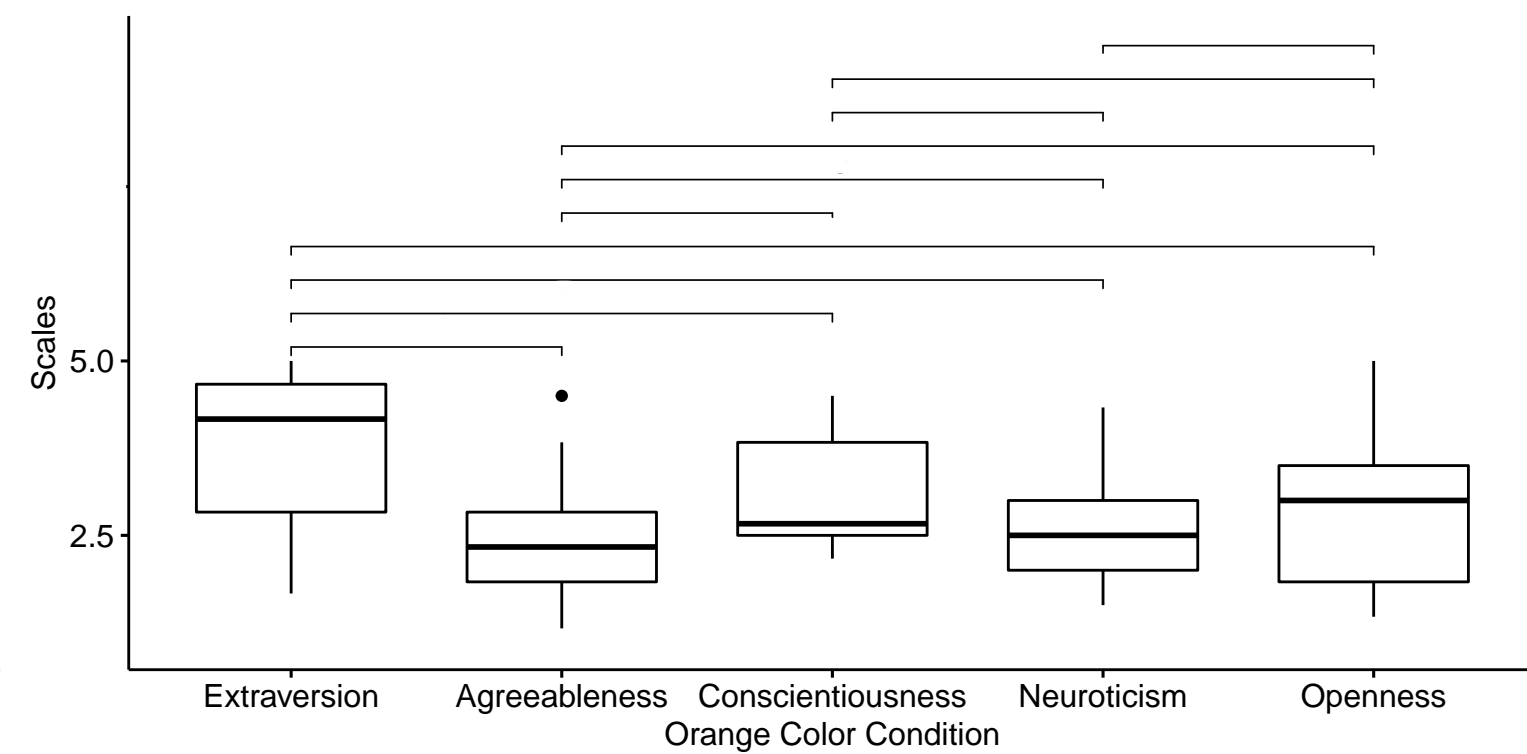 Scales
5.0
2.5
Extraversion Agreeableness Conscientiousness Neuroticism Openness
Orange Color Condition